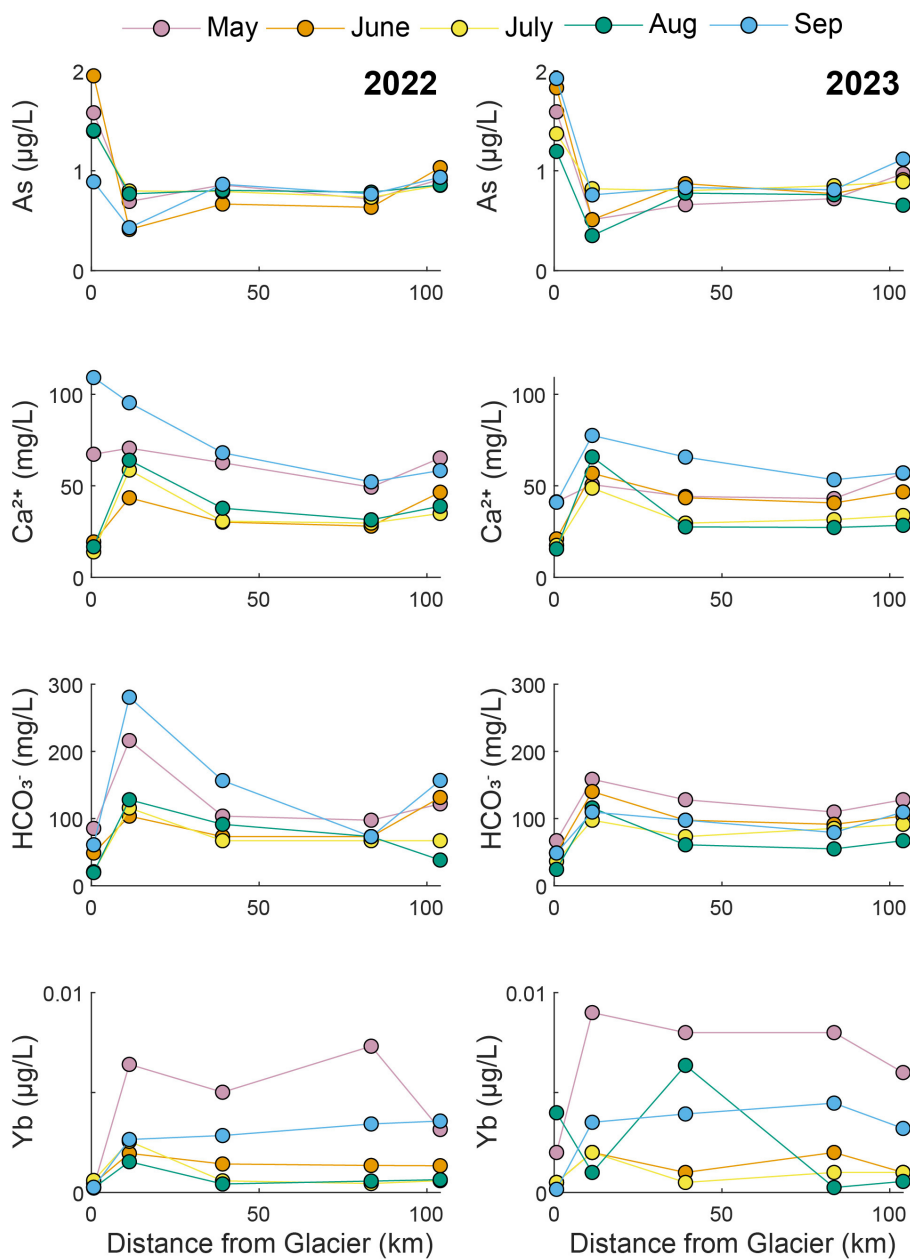 May June July Aug Sep
2022 2023
As (µg/L) As (µg/L)
2 2
1 1
0 0
0 50 100 0 50 100
Ca²⁺ (mg/L) Ca²⁺ (mg/L)
100 100
50 50
0 0
0 50 100 0 50 100
HCO₃⁻ (mg/L) HCO₃⁻ (mg/L)
300 300
200 200
100 100
0 0
0 50 100 0 50 100
Yb (µg/L) Yb (µg/L)
0.01 0.01
0 0
0 50 100 0 50 100
Distance from Glacier (km) Distance from Glacier (km)